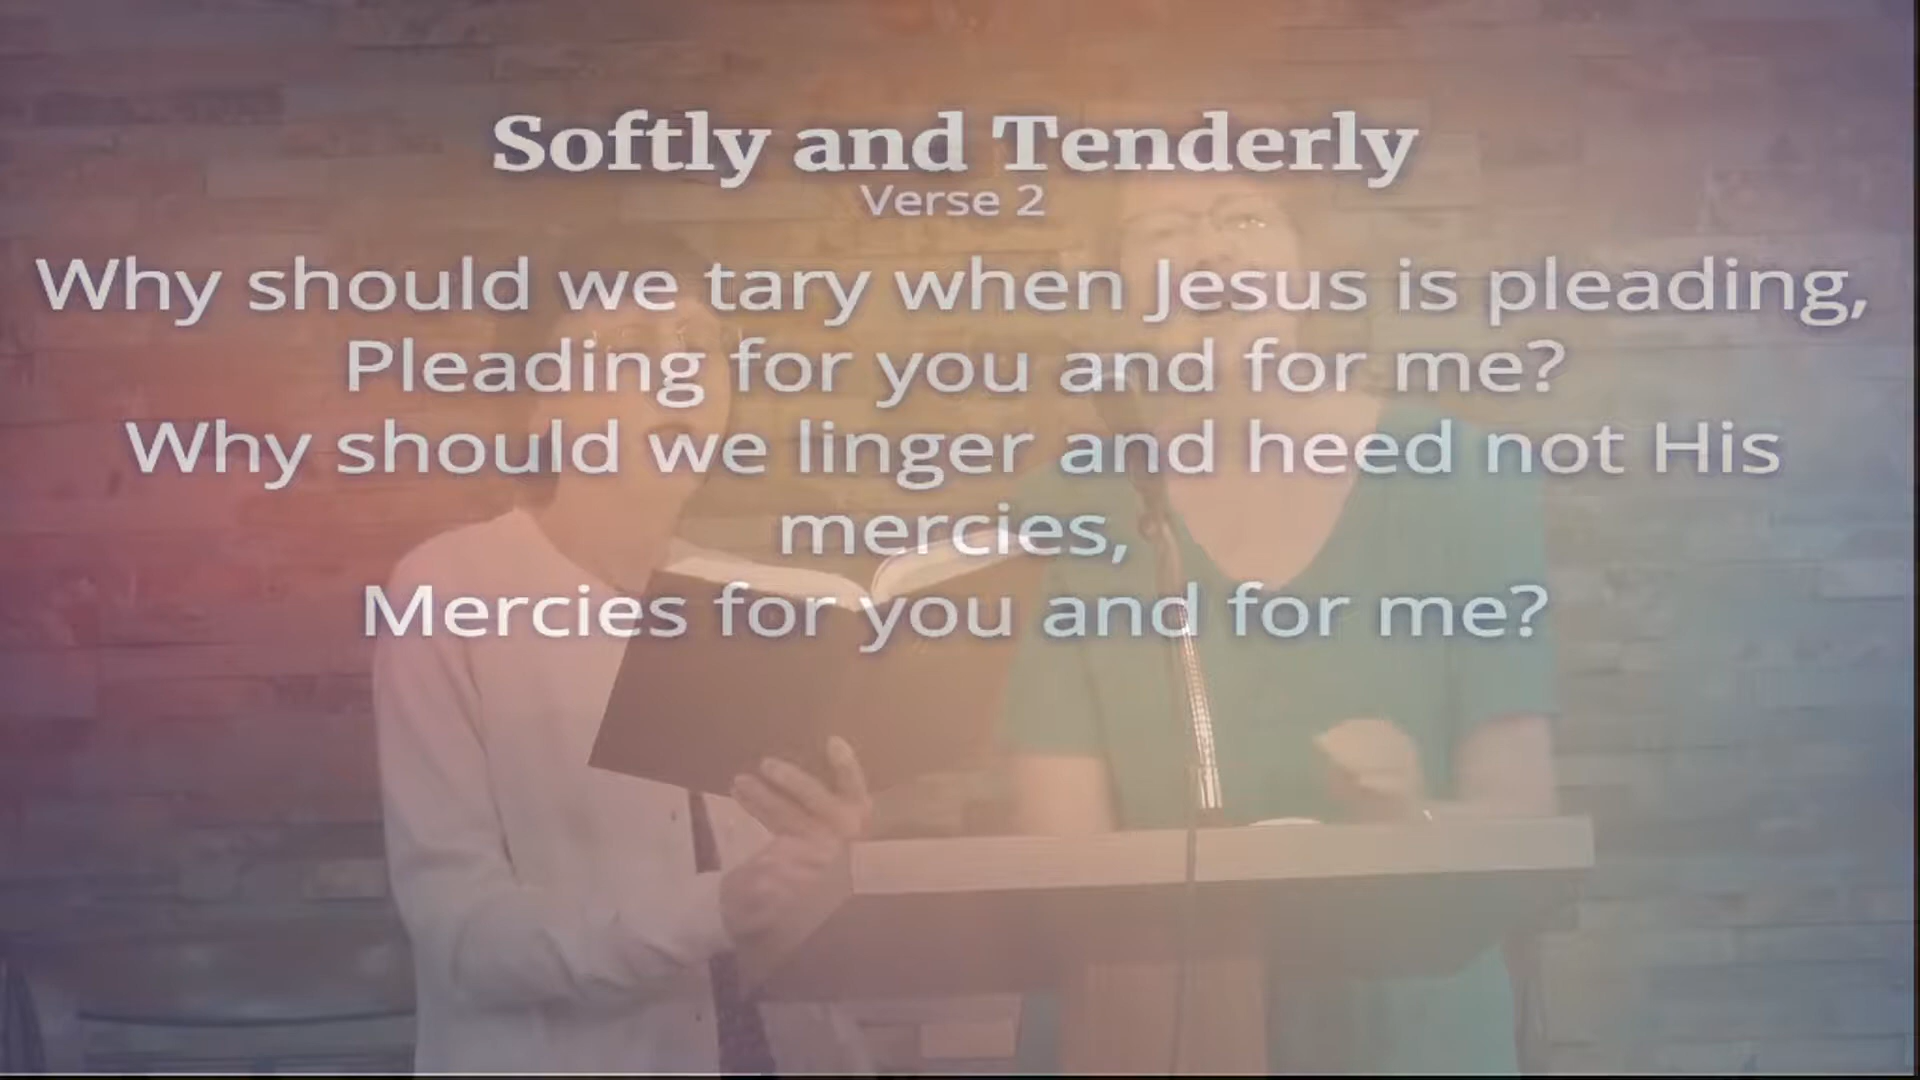 Softly and Tenderly
Verse 2
Why should we tary when Jesus is pleading,
Pleading for you and for me?
Why should we linger and heed not His
mercies,
Mercies for you and for me?